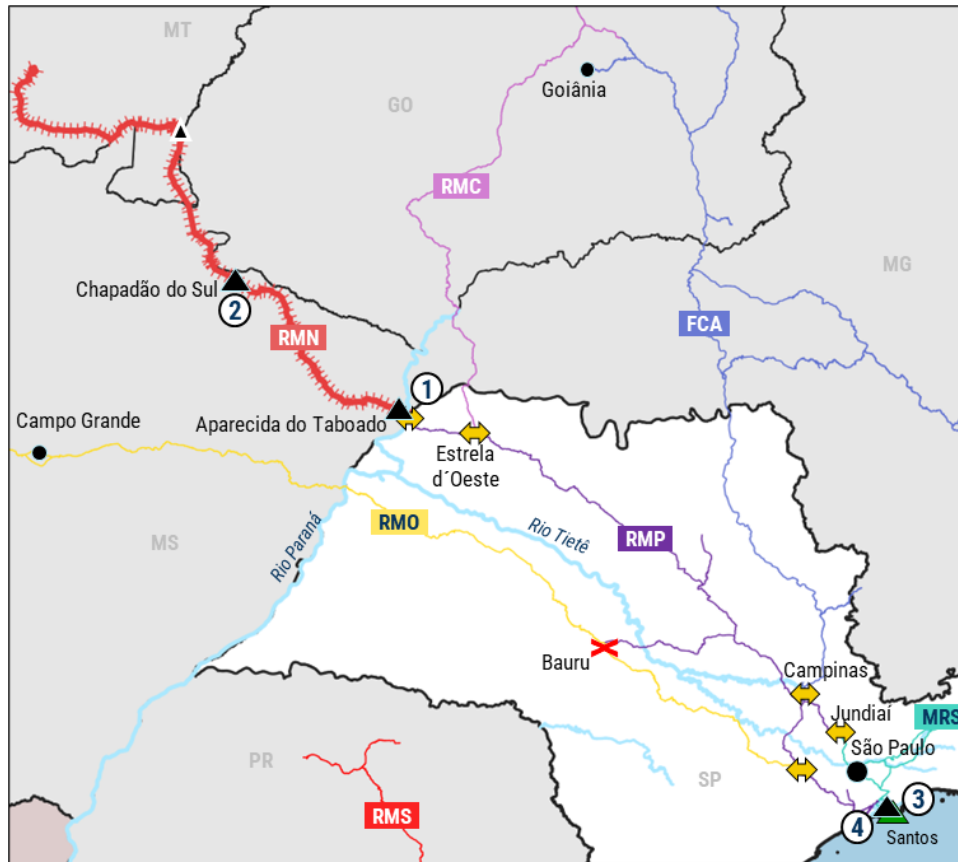 MT
Goiânia
GO
RMC
MG
Chapadão do Sul
2
FCA
RMN
1
Campo Grande
Aparecida do Taboado
Estrela
d´Oeste
RMO
Rio Tietê
MS
Rio Paraná
RMP
Bauru
Campinas
Jundiaí
MRS
São Paulo
PR
SP
3
RMS
4
Santos